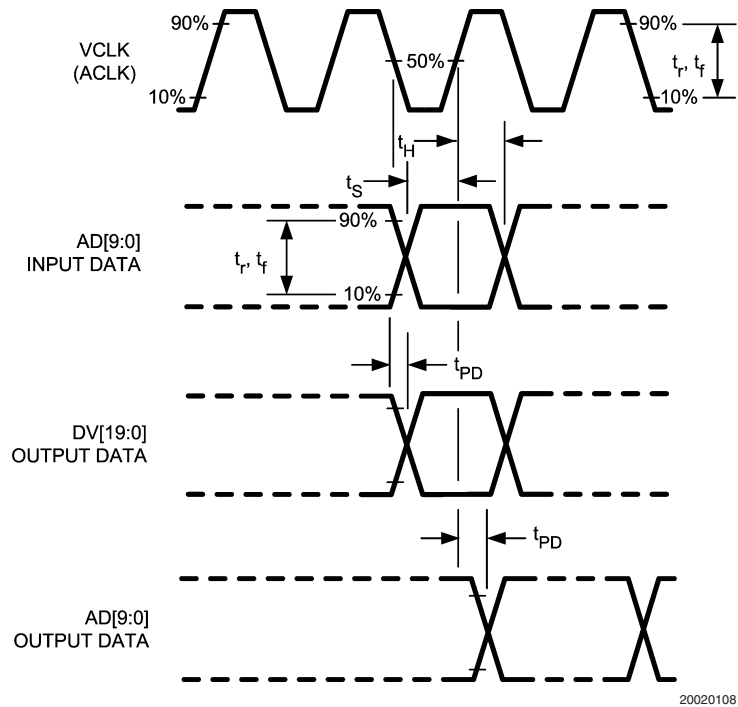 VCLK
(ACLK)
90%
10%
50%
90%
10%
tr, tf
tH
tS
AD[9:0]
INPUT DATA
90%
10%
tr, tf
tPD
DV[19:0]
OUTPUT DATA
tPD
AD[9:0]
OUTPUT DATA
20020108